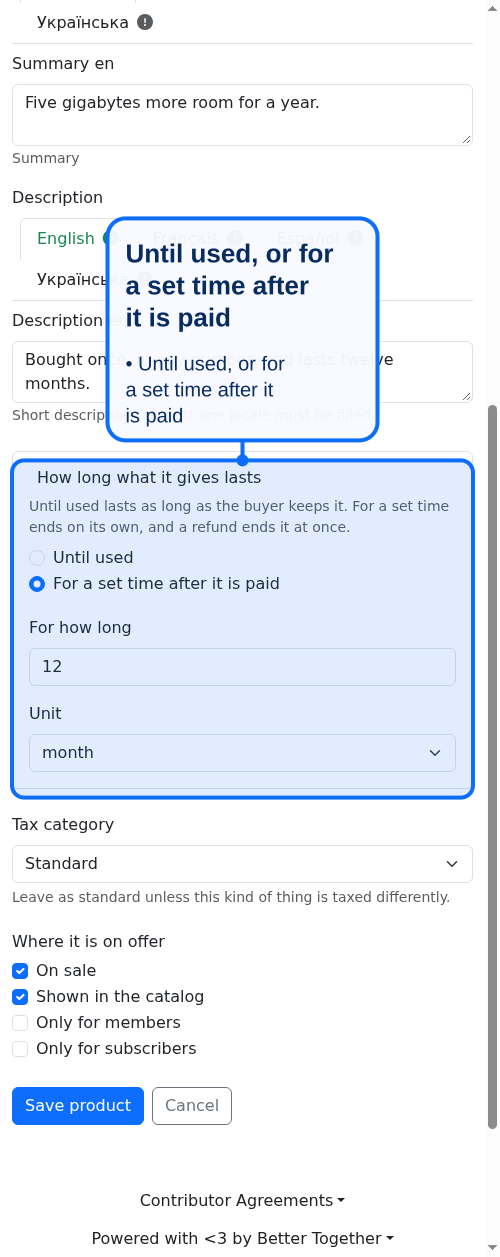 Українська
Summary en
Five gigabytes more room for a year.
Summary
Description
English Français Español
Українська
Until used, or for
a set time after
it is paid
• Until used, or for
a set time after it
is paid
Description en
Bought once
months.
lasts twelve
Short descrip
one locale must be filled
How long what it gives lasts
Until used lasts as long as the buyer keeps it. For a set time
ends on its own, and a refund ends it at once.
Until used
For a set time after it is paid
For how long
12
Unit
month
Tax category
Standard
Leave as standard unless this kind of thing is taxed differently.
Where it is on offer
On sale
Shown in the catalog
Only for members
Only for subscribers
Save product
Cancel
Contributor Agreements
Powered with <3 by Better Together